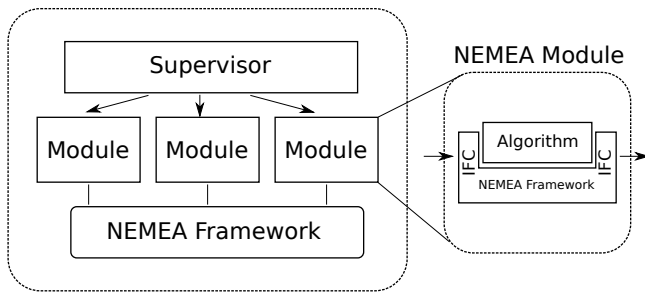 Supervisor
Module Module Module
NEMEA Framework
NEMEA Module
IFC Algorithm IFC
NEMEA Framework